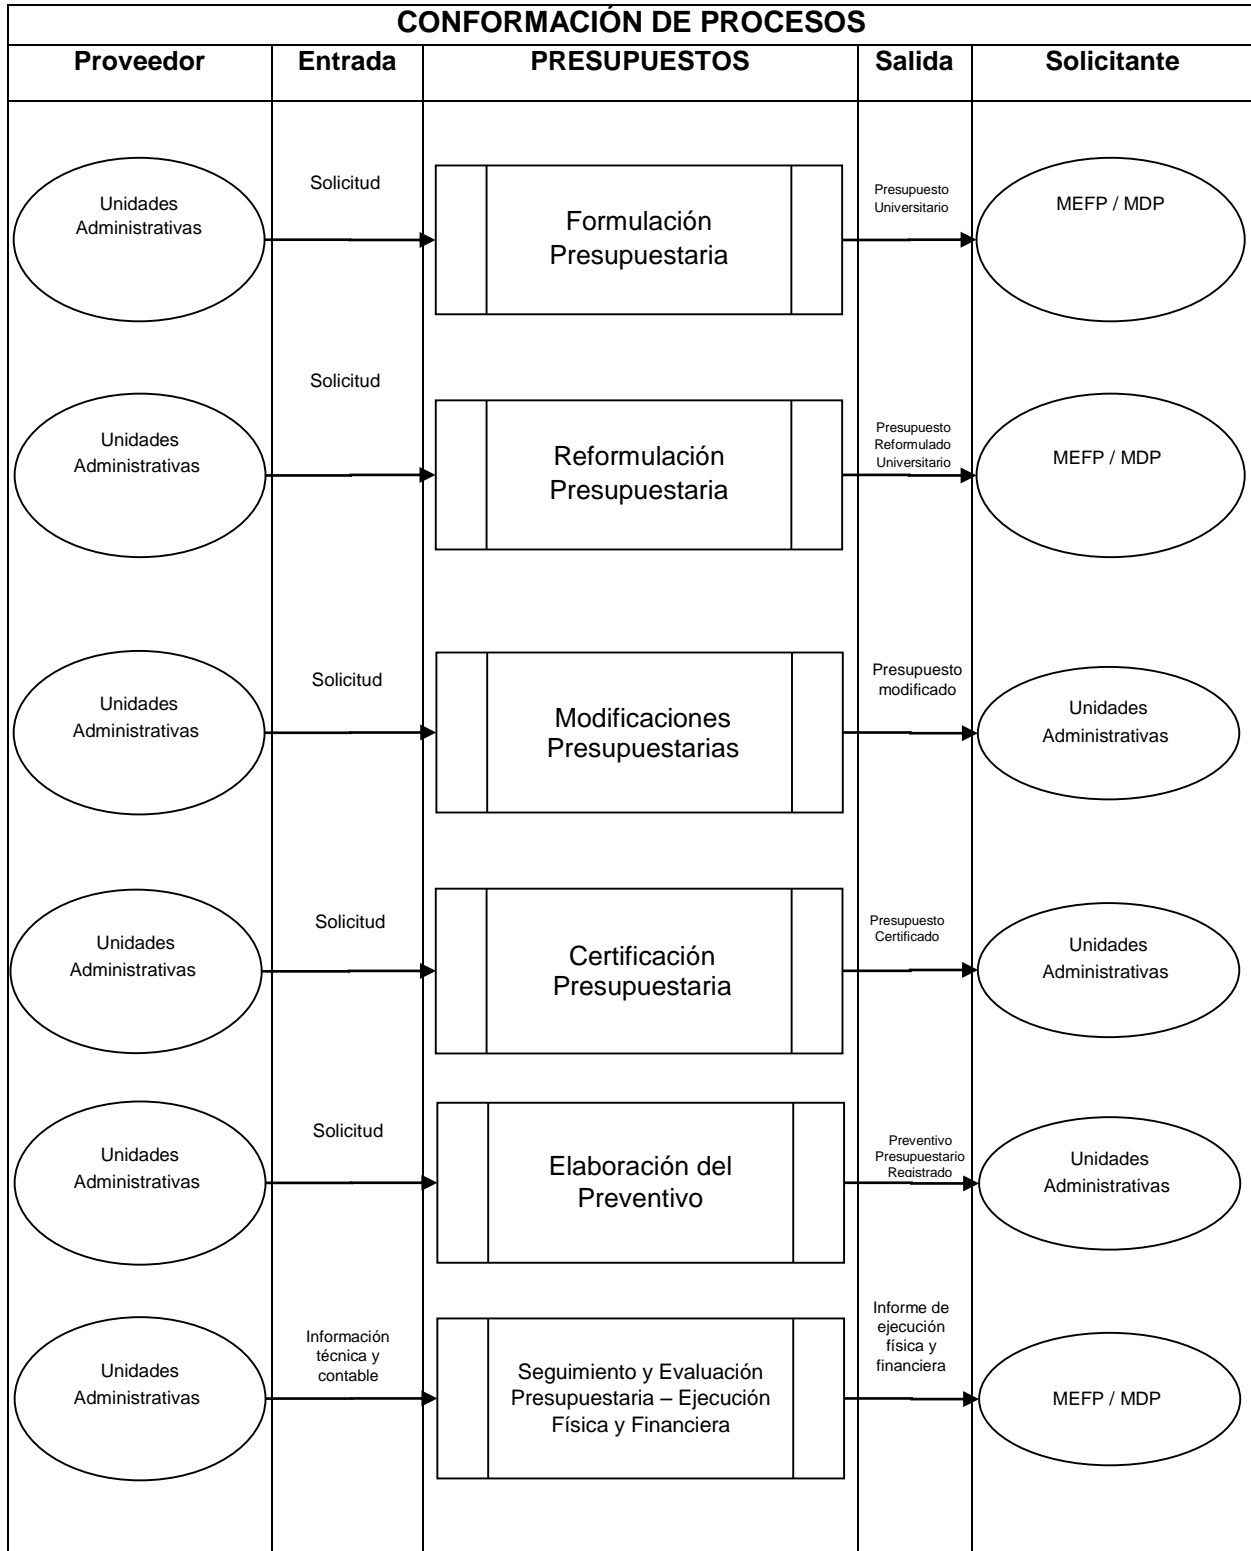 CONFORMACIÓN DE PROCESOS
Proveedor
Entrada
PRESUPUESTOS
Salida
Solicitante
Unidades
Administrativas
Solicitud
Formulación
Presupuestaria
Presupuesto
Universitario
MEFP / MDP
Unidades
Administrativas
Solicitud
Reformulación
Presupuestaria
Presupuesto
Reformulado
Universitario
MEFP / MDP
Unidades
Administrativas
Solicitud
Modificaciones
Presupuestarias
Presupuesto
modificado
Unidades
Administrativas
Unidades
Administrativas
Solicitud
Certificación
Presupuestaria
Presupuesto
Certificado
Unidades
Administrativas
Unidades
Administrativas
Solicitud
Elaboración del
Preventivo
Preventivo
Presupuestario
Registrado
Unidades
Administrativas
Unidades
Administrativas
Información
técnica y
contable
Seguimiento y Evaluación
Presupuestaria – Ejecución
Física y Financiera
Informe de
ejecución
física y
financiera
MEFP / MDP